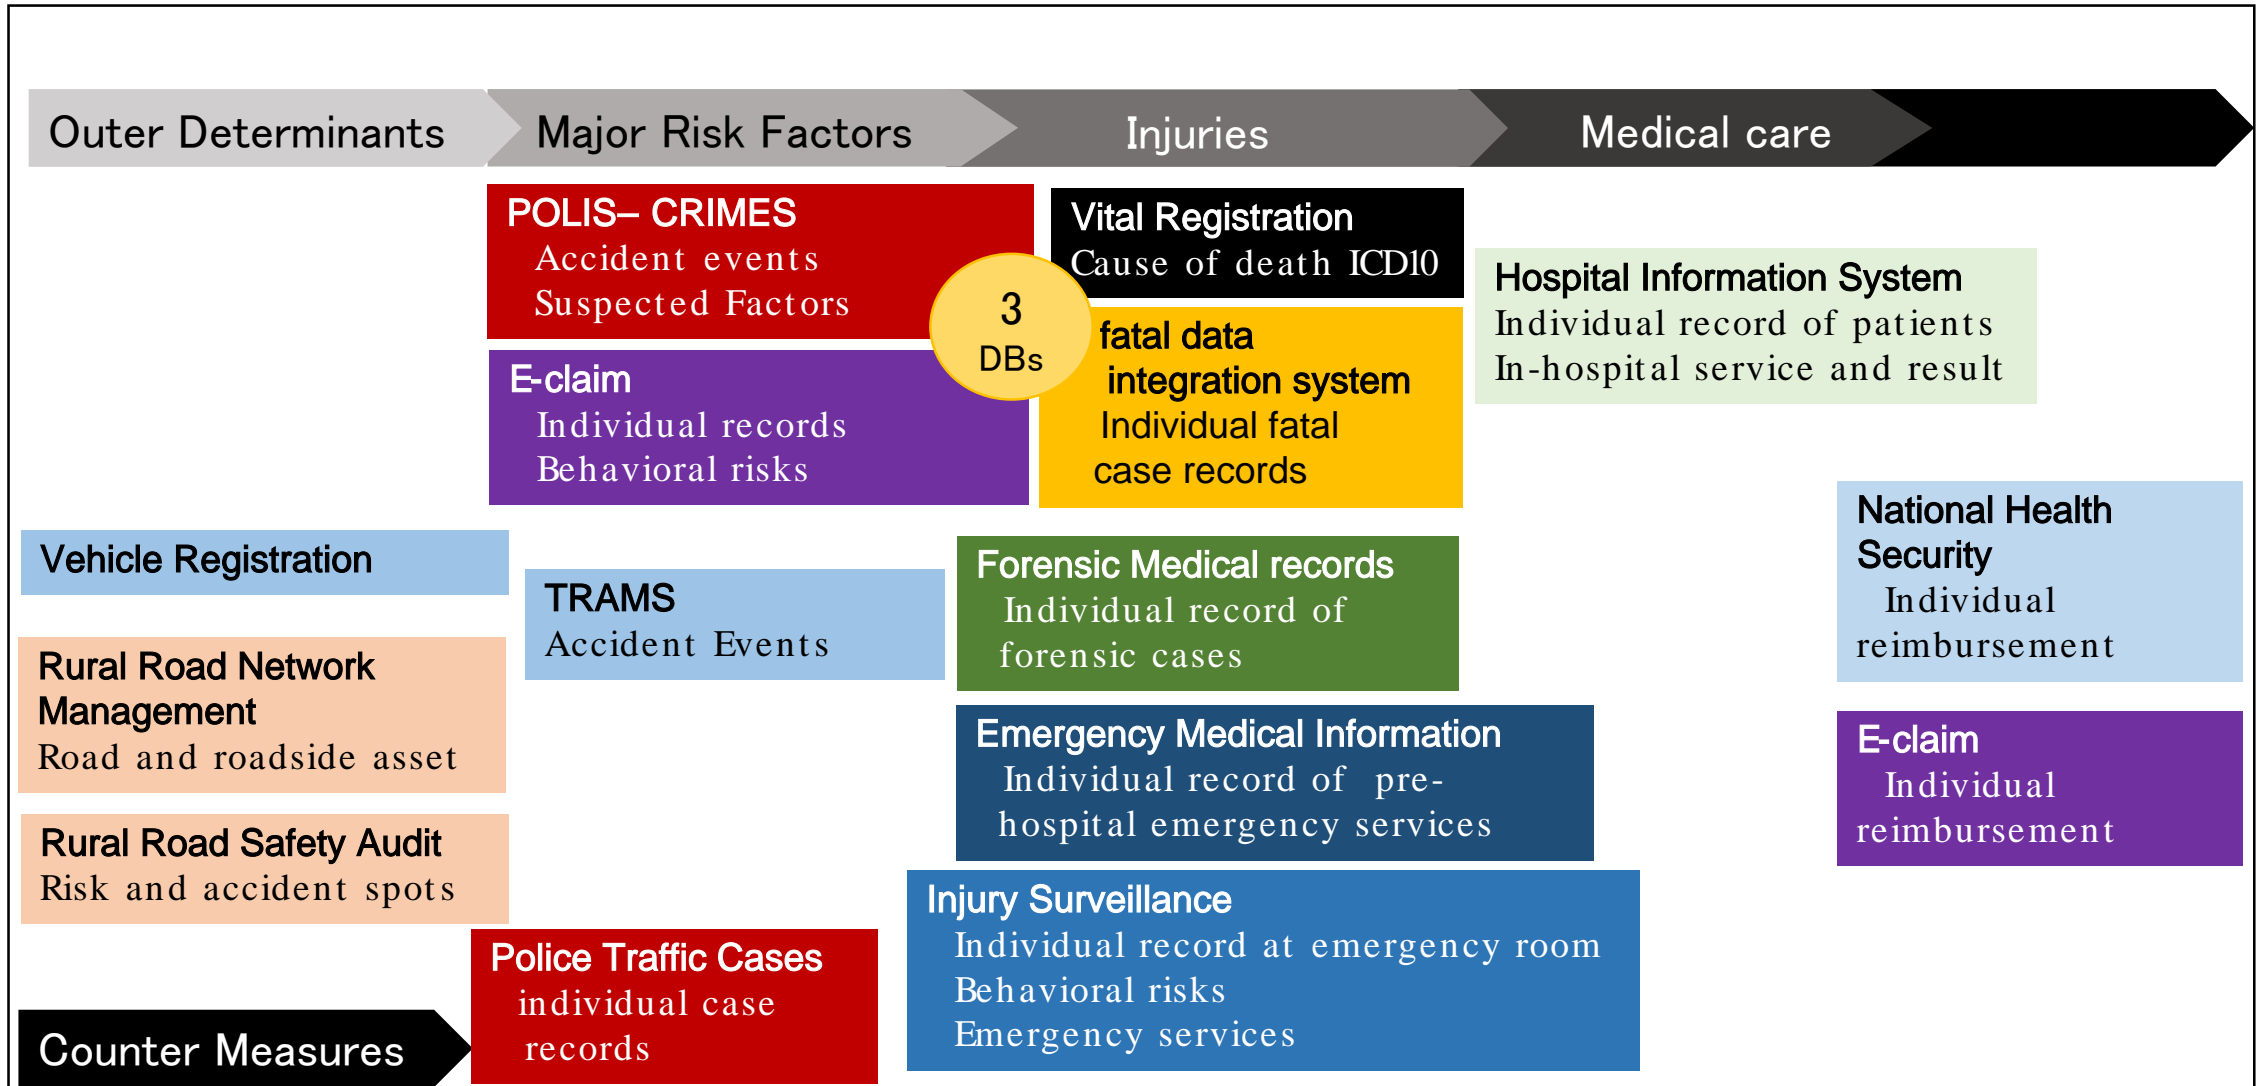 Outer Determinants
Major Risk Factors
Injuries
Medical care
POLIS– CRIMES
Accident events
Suspected Factors
E-claim
Individual records
Behavioral risks
3
DBs
Vital Registration
Cause of death ICD10
fatal data
integration system
Individual fatal
case records
Hospital Information System
Individual record of patients
In-hospital service and result
National Health
Security
Individual
reimbursement
E-claim
Individual
reimbursement
Vehicle Registration
Rural Road Network
Management
Road and roadside asset
Rural Road Safety Audit
Risk and accident spots
TRAMS
Accident Events
Forensic Medical records
Individual record of
forensic cases
Emergency Medical Information
Individual record of pre-
hospital emergency services
Injury Surveillance
Individual record at emergency room
Behavioral risks
Emergency services
Counter Measures
Police Traffic Cases
individual case
records